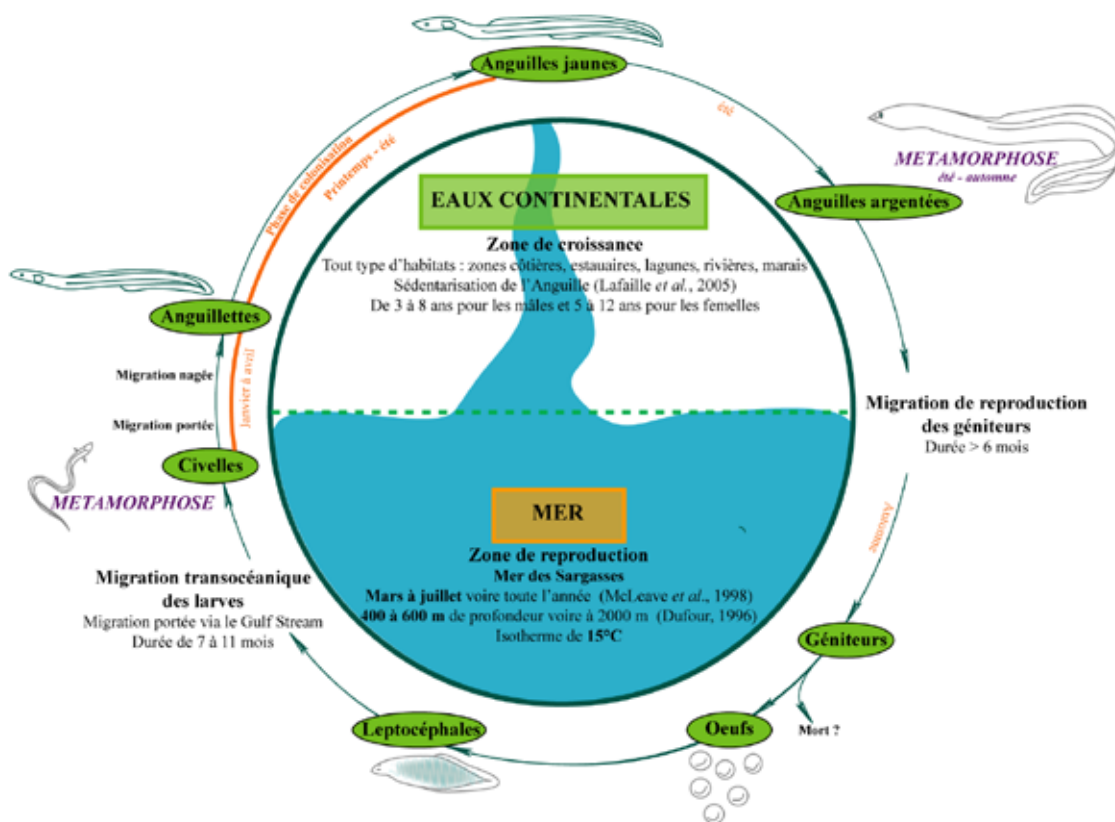 Anguilles jaunes
été
METAMORPHOSE
été - automne
Anguilles argentées
Phase de colonisation
Printemps - été
EAUX CONTINENTALES
Zone de croissance
Tout type d'habitats : zones côtières, estauaires, lagunes, rivières, marais
Sédentarisation de l'Anguille (Lafaille et al., 2005)
De 3 à 8 ans pour les mâles et 5 à 12 ans pour les femelles
Anguillettes
Migration nagée
Janvier à avril
Migration portée
Civelles
METAMORPHOSE
Migration de reproduction
des géniteurs
Durée > 6 mois
Automne
MER
Zone de reproduction
Mer des Sargasses
Mars à juillet voire toute l'année (McLeave et al., 1998)
400 à 600 m de profondeur voire à 2000 m (Dufour, 1996)
Isotherme de 15°C
Migration transocéanique
des larves
Migration portée via le Gulf Stream
Durée de 7 à 11 mois
Géniteurs
Leptocéphales
Oeufs
Mort ?